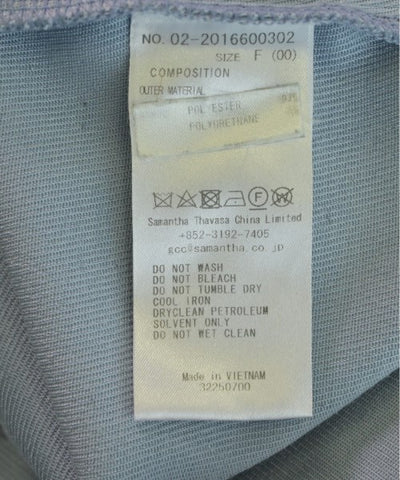 NO. 02-2016600302
SIZE F (00)
COMPOSITION
OUTER MATERIAL
POLYESTER
POLYURETHANE
Samantha Thavasa China Limited
+852-3192-7405
gcc@samantha.co.jp
DO NOT WASH
DO NOT BLEACH
DO NOT TUMBLE DRY
COOL IRON
DRYCLEAN PETROLEUM
SOLVENT ONLY
DO NOT WET CLEAN
Made in VIETNAM
32250700